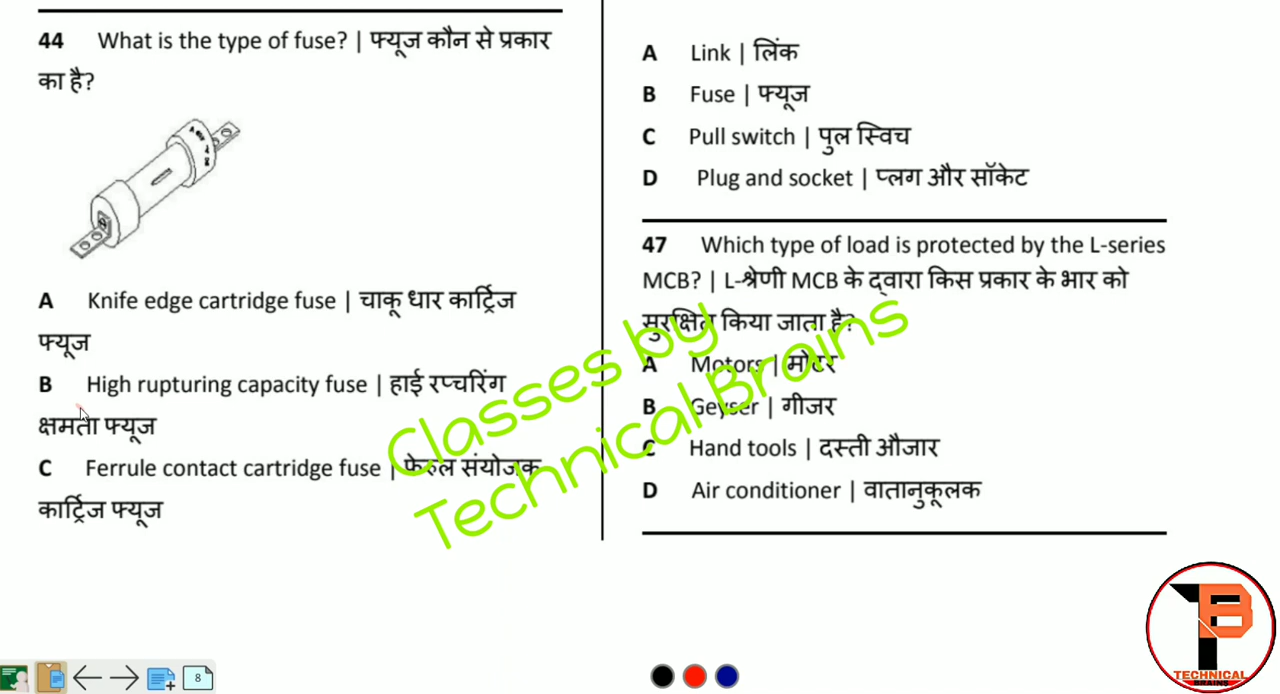 44 What is the type of fuse? | फ्यूज कौन से प्रकार
का है?
A Knife edge cartridge fuse | चाकू धार कार्ट्रिज
फ्यूज
B High rupturing capacity fuse | हाई रप्चरिंग
क्षमता फ्यूज
C Ferrule contact cartridge fuse | फेरुल संयोजक
कार्ट्रिज फ्यूज
A Link | लिंक
B Fuse | फ्यूज
C Pull switch | पुल स्विच
D Plug and socket | प्लग और सॉकेट
47 Which type of load is protected by the L-series
MCB? | L-श्रेणी MCB के द्वारा किस प्रकार के भार को
सुरक्षित किया जाता है?
A Motors | मोटर
B Geyser | गीजर
C Hand tools | दस्ती औजार
D Air conditioner | वातानुकूलक
Classes by
Technical Brains
TB
TECHNICAL
BRAINS
8